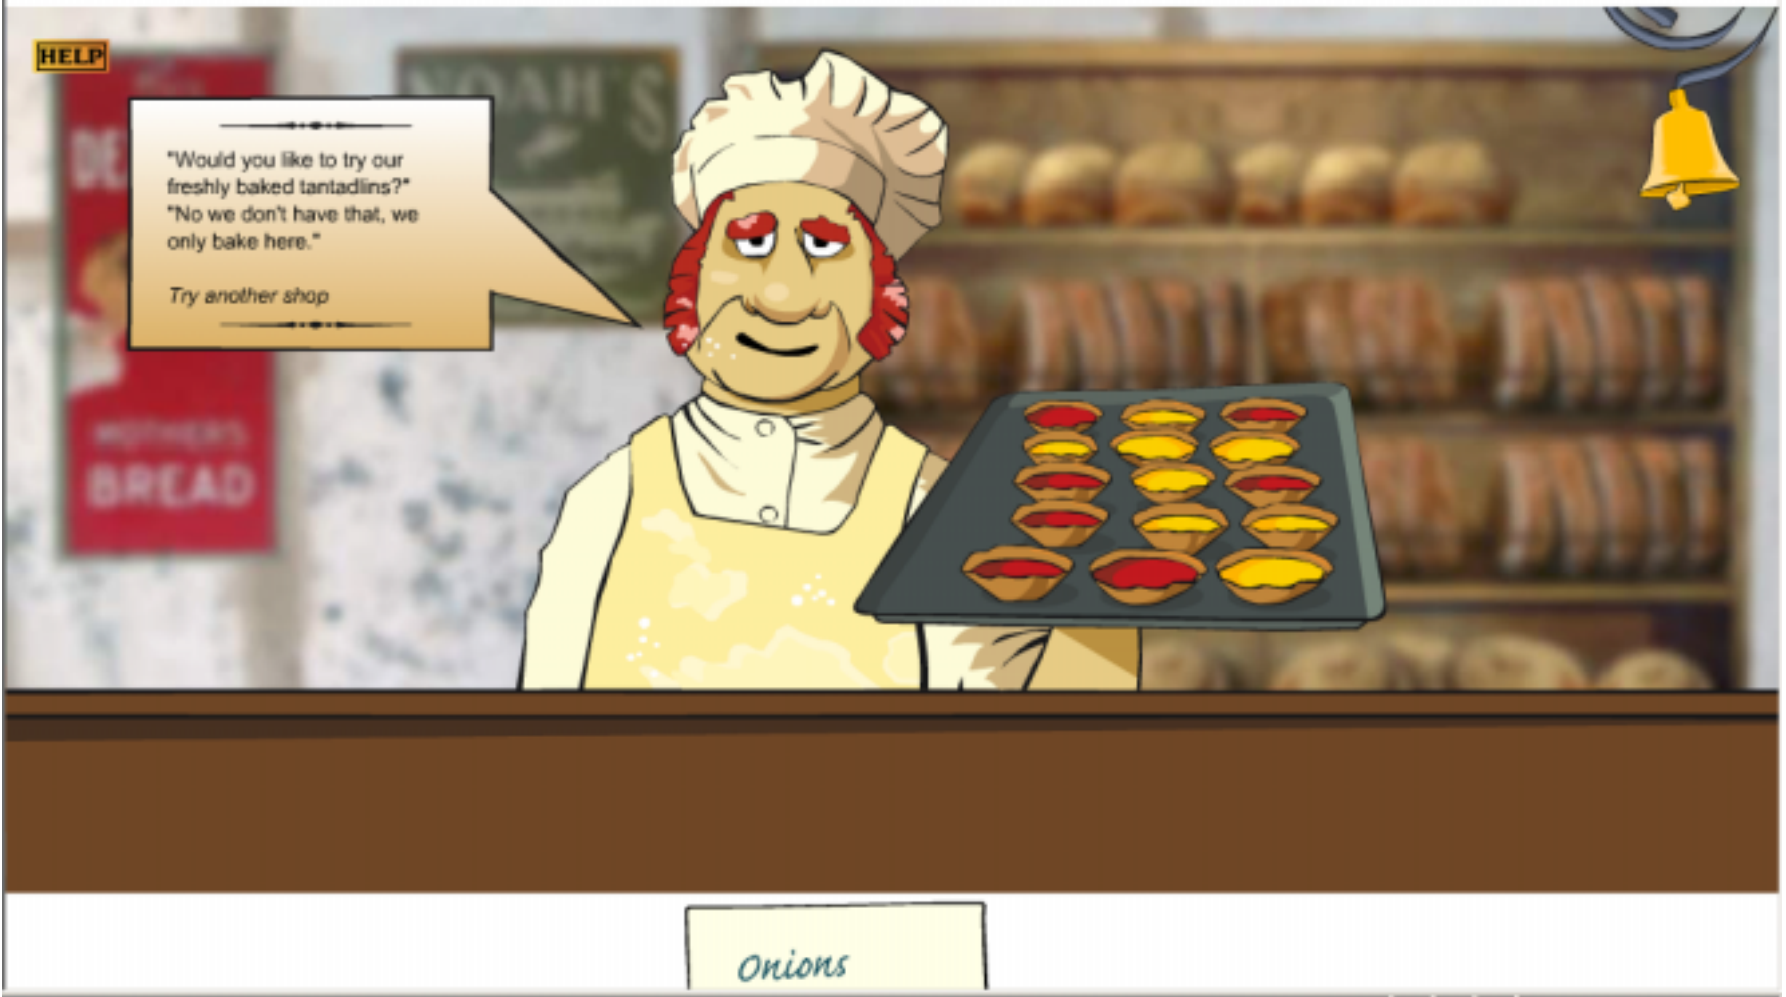 HELP
NOAH'S
"Would you like to try our
freshly baked tantadlins?"
"No we don't have that, we
only bake here."
Try another shop
MOTHER'S
BREAD
Onions